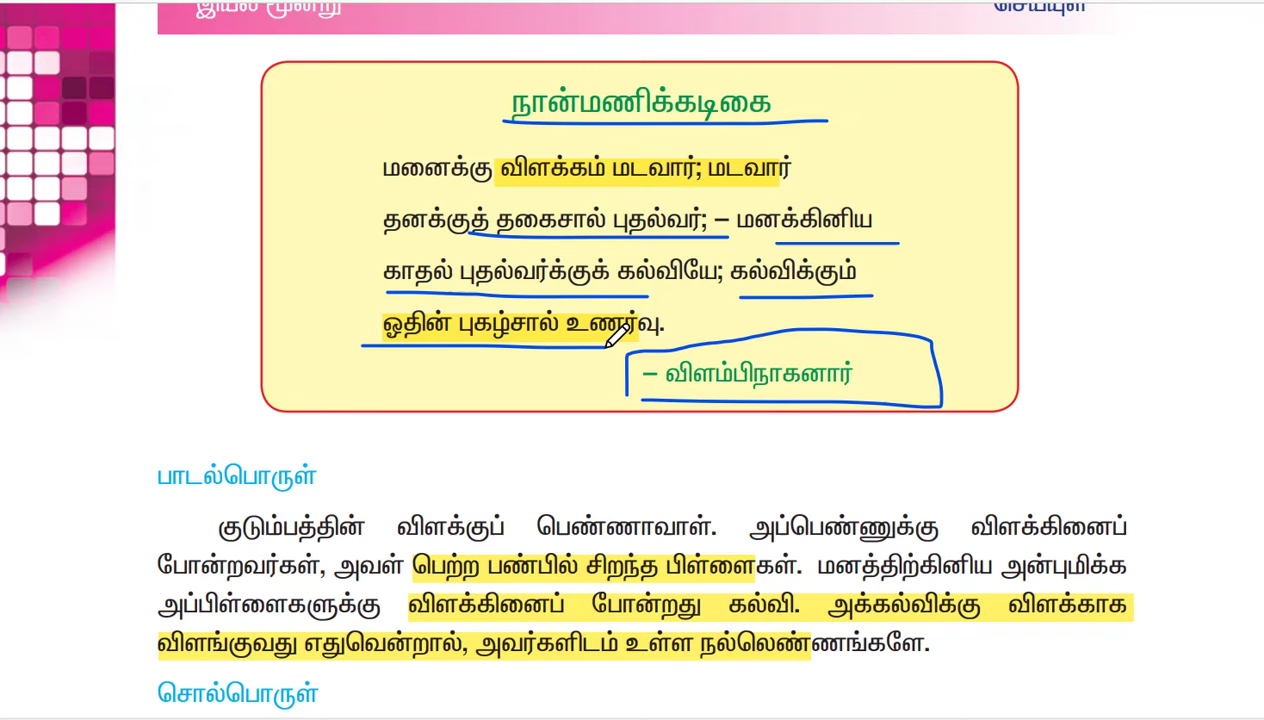 இயல் மூன்று செய்யுள்
நான்மணிக்கடிகை
மனைக்கு விளக்கம் மடவார்; மடவார்
தனக்குத் தகைசால் புதல்வர்; – மனக்கினிய
காதல் புதல்வர்க்குக் கல்வியே; கல்விக்கும்
ஓதின் புகழ்சால் உணர்வு.
– விளம்பிநாகனார்
பாடல்பொருள்
குடும்பத்தின் விளக்குப் பெண்ணாவாள். அப்பெண்ணுக்கு விளக்கினைப்
போன்றவர்கள், அவள் பெற்ற பண்பில் சிறந்த பிள்ளைகள். மனத்திற்கினிய அன்புமிக்க
அப்பிள்ளைகளுக்கு விளக்கினைப் போன்றது கல்வி. அக்கல்விக்கு விளக்காக
விளங்குவது எதுவென்றால், அவர்களிடம் உள்ள நல்லெண்ணங்களே.
சொல்பொருள்